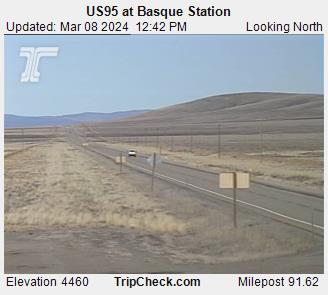 US95 at Basque Station
Updated: Mar 08 2024 12:42 PM Looking North
Elevation 4460 TripCheck.com Milepost 91.62